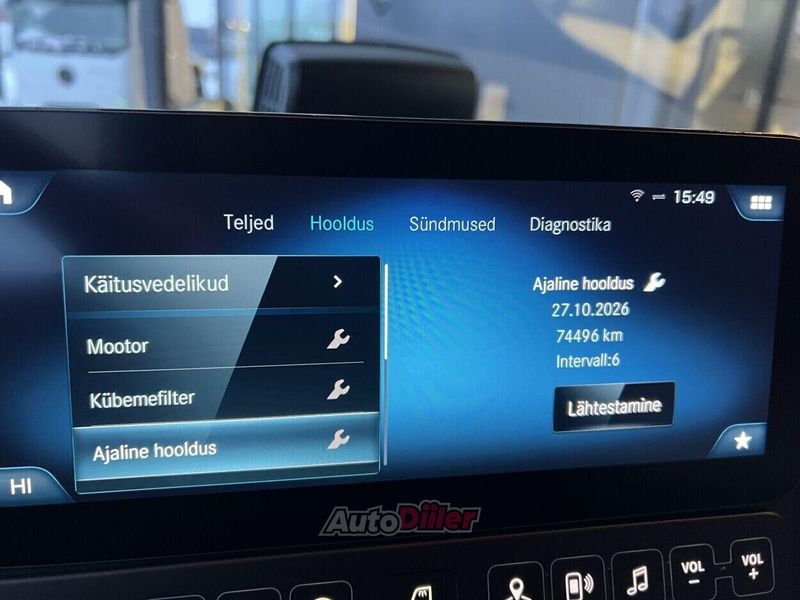 15:49
Teljed Hooldus Sündmused Diagnostika
Käitusvedelikud
Mootor
Kübemefilter
Ajaline hooldus
Ajaline hooldus
27.10.2026
74496 km
Intervall:6
Lähtestamine
HI
AutoDiiler
VOL
−
VOL
+